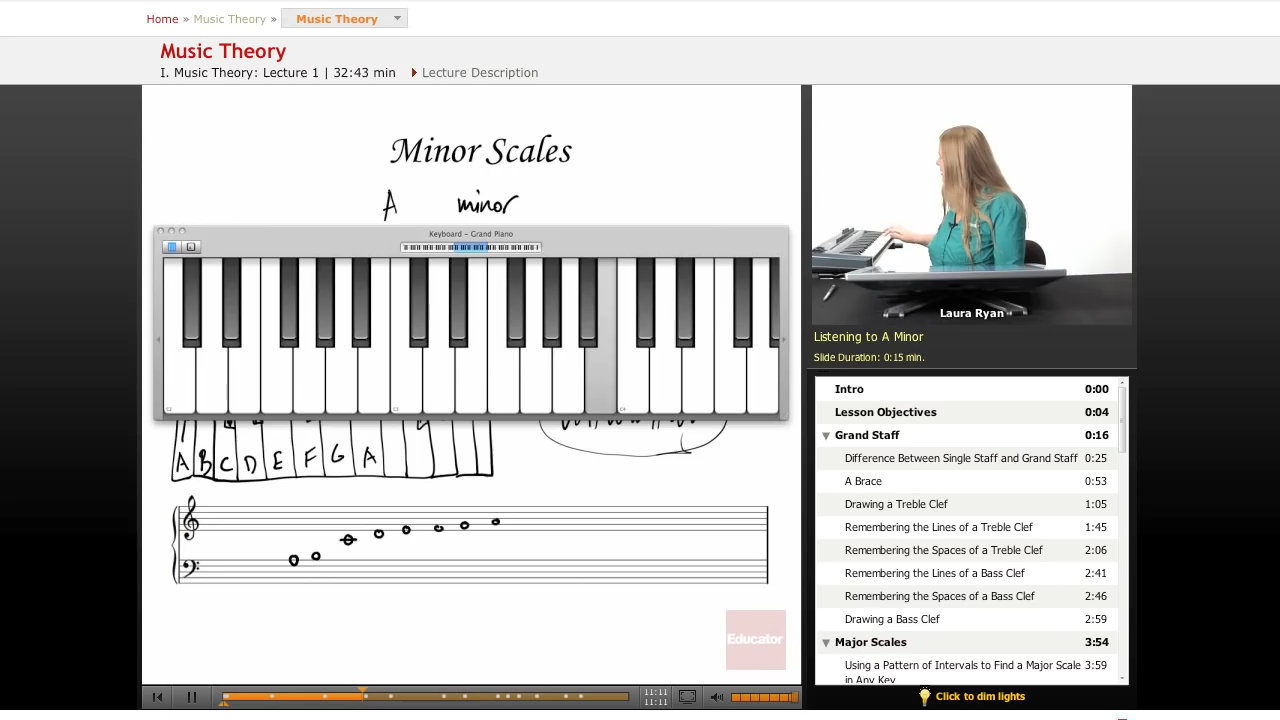 Home » Music Theory » Music Theory
Music Theory
I. Music Theory: Lecture 1 | 32:43 min Lecture Description
Minor Scales
A minor
Keyboard – Grand Piano
C2 C3 C4
A B C D E F G A
Educator
11:11
11:11
Laura Ryan
Listening to A Minor
Slide Duration: 0:15 min.
Intro 0:00
Lesson Objectives 0:04
Grand Staff 0:16
Difference Between Single Staff and Grand Staff 0:25
A Brace 0:53
Drawing a Treble Clef 1:05
Remembering the Lines of a Treble Clef 1:45
Remembering the Spaces of a Treble Clef 2:06
Remembering the Lines of a Bass Clef 2:41
Remembering the Spaces of a Bass Clef 2:46
Drawing a Bass Clef 2:59
Major Scales 3:54
Using a Pattern of Intervals to Find a Major Scale 3:59
in Any Key
Click to dim lights